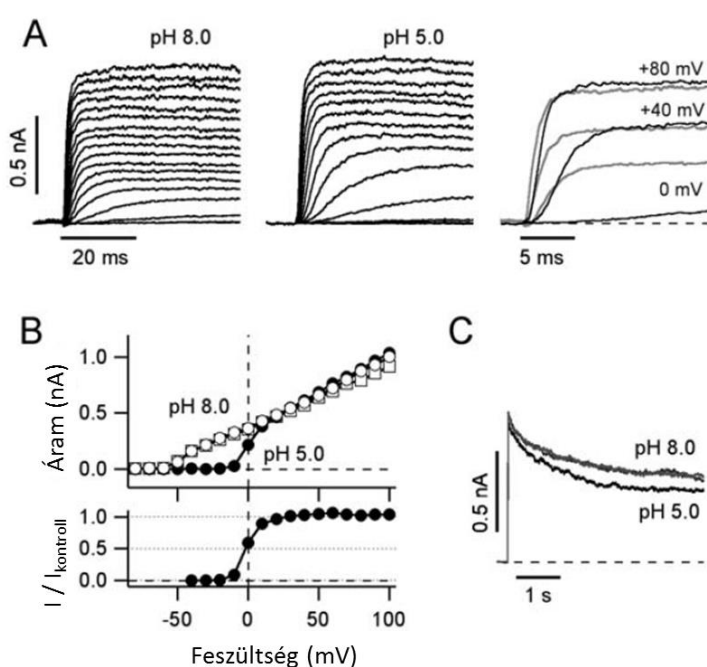 A
pH 8.0
pH 5.0
+80 mV
+40 mV
0 mV
0.5 nA
20 ms
5 ms
B
1.0
0.5
0.0
Áram (nA)
pH 8.0
pH 5.0
1.0
0.5
0.0
I / Ikontroll
-50
0
50
100
Feszültség (mV)
C
0.5 nA
pH 8.0
pH 5.0
1 s